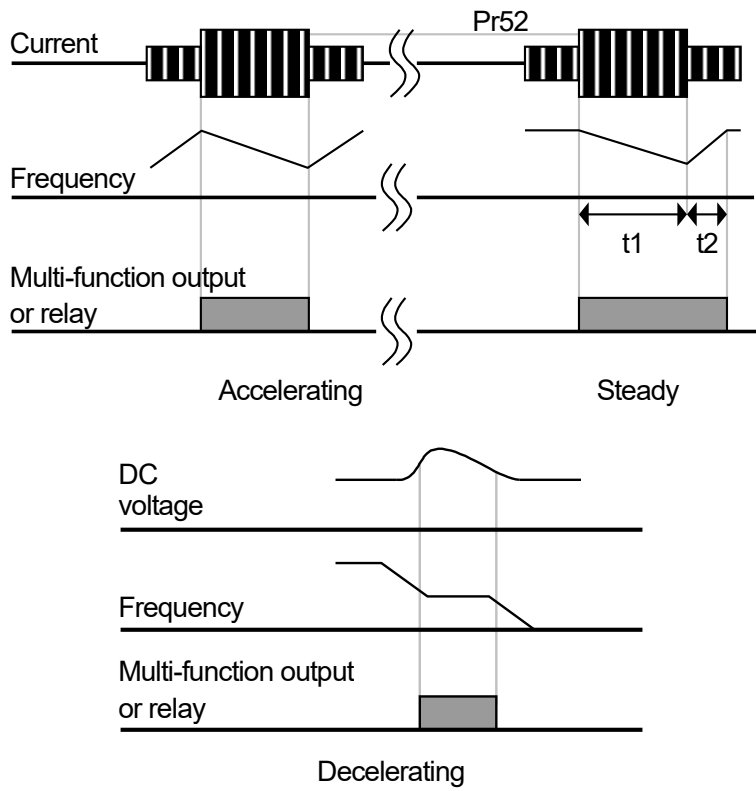 Pr52
Current
Frequency
t1 t2
Multi-function output
or relay
Accelerating Steady
DC
voltage
Frequency
Multi-function output
or relay
Decelerating